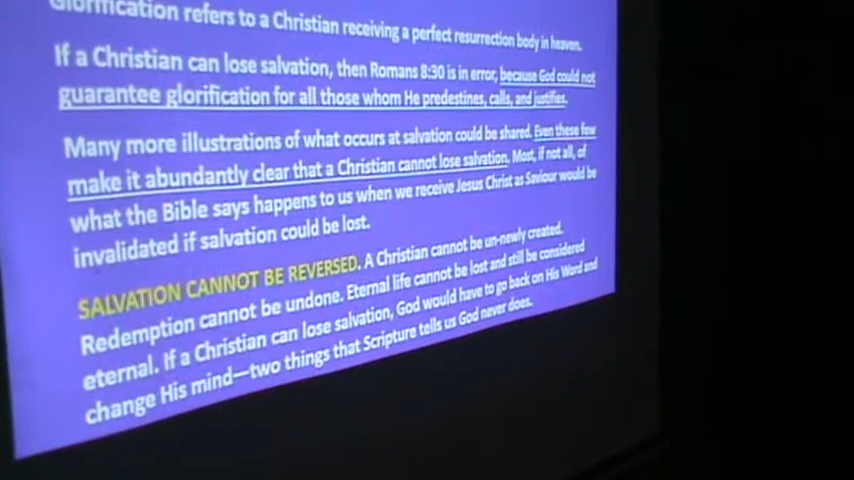 Glorification refers to a Christian receiving a perfect resurrection body in heaven.
If a Christian can lose salvation, then Romans 8:30 is in error, because God could not
guarantee glorification for all those whom He predestines, calls, and justifies.
Many more illustrations of what occurs at salvation could be shared. Even these few
make it abundantly clear that a Christian cannot lose salvation. Most, if not all, of
what the Bible says happens to us when we receive Jesus Christ as Saviour would be
invalidated if salvation could be lost.
SALVATION CANNOT BE REVERSED. A Christian cannot be un-newly created.
Redemption cannot be undone. Eternal life cannot be lost and still be considered
eternal. If a Christian can lose salvation, God would have to go back on His Word and
change His mind—two things that Scripture tells us God never does.